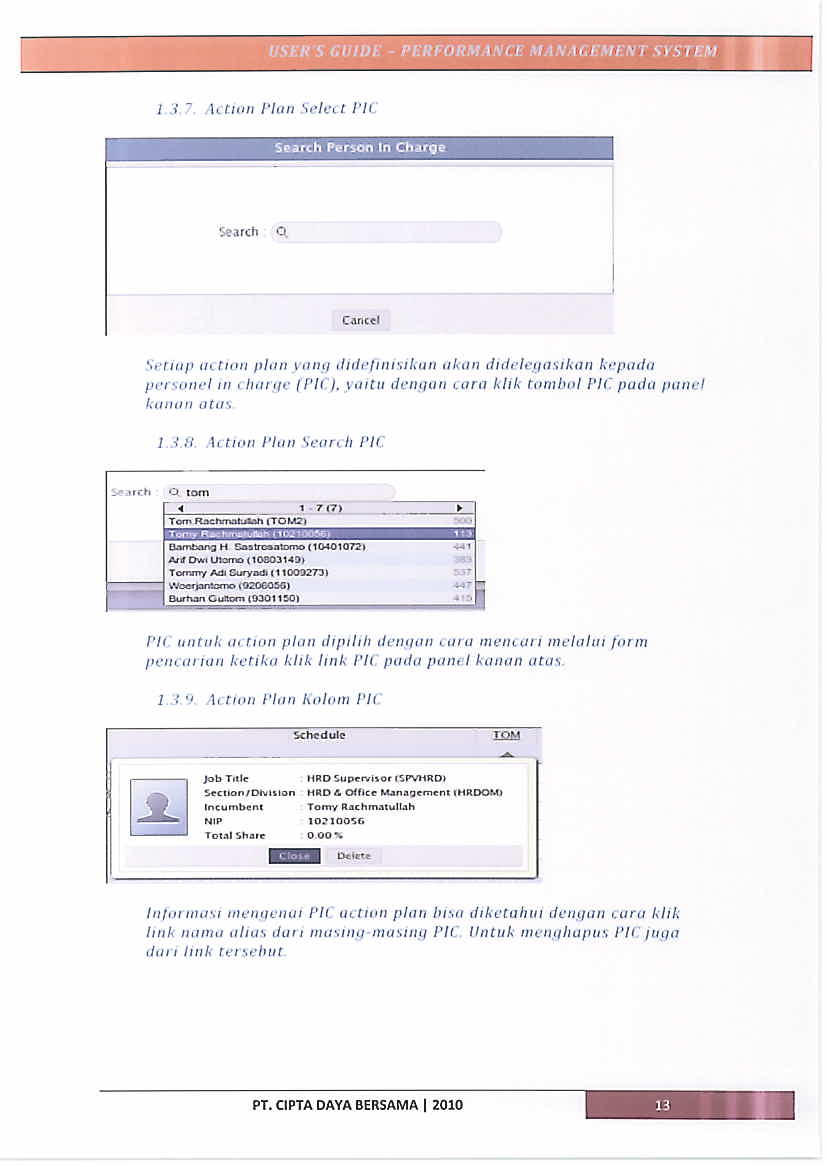 USER'S GUIDE – PERFORMANCE MANAGEMENT SYSTEM
1.3.7. Action Plan Select PIC
Search Person In Charge
Search :
Cancel
Setiap action plan yang didefinisikan akan didelegasikan kepada
personel in charge (PIC), yaitu dengan cara klik tombol PIC pada panel
kanan atas.
1.3.8. Action Plan Search PIC
Search : tom
1 - 7 (7)
Tom Rachmatullah (TOM2) 500
Tomy Rachmatullah (10210056) 113
Bambang H. Sastrosatomo (10401072) 441
Arif Dwi Utomo (10803149) 383
Tommy Adi Suryadi (11009273) 537
Woerjantomo (9206056) 447
Burhan Gultom (9301150) 415
PIC untuk action plan dipilih dengan cara mencari melalui form
pencarian ketika klik link PIC pada panel kanan atas.
1.3.9. Action Plan Kolom PIC
Schedule TOM
Job Title : HRD Supervisor (SPVHRD)
Section/Division : HRD & Office Management (HRDOM)
Incumbent : Tomy Rachmatullah
NIP : 10210056
Total Share : 0.00 %
Close Delete
Informasi mengenai PIC action plan bisa diketahui dengan cara klik
link nama alias dari masing-masing PIC. Untuk menghapus PIC juga
dari link tersebut.
PT. CIPTA DAYA BERSAMA | 2010 13